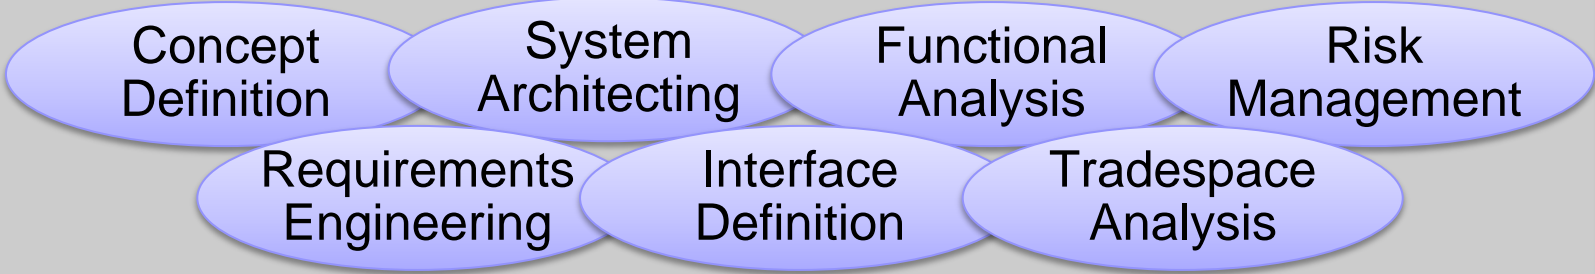 Concept
Definition
System
Architecting
Functional
Analysis
Risk
Management
Requirements
Engineering
Interface
Definition
Tradespace
Analysis